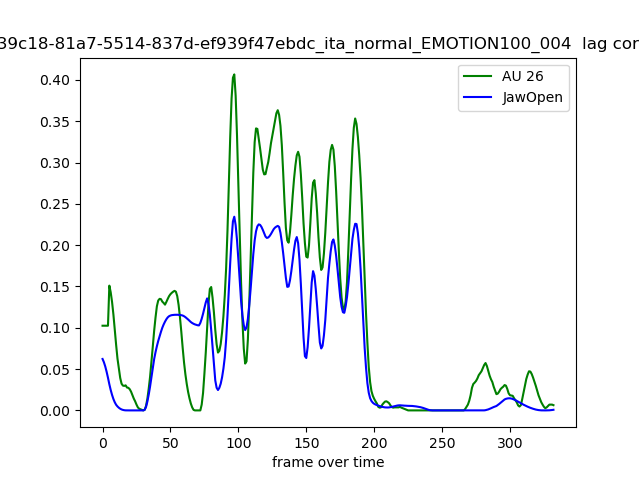 39c18-81a7-5514-837d-ef939f47ebdc_ita_normal_EMOTION100_004 lag cor
AU 26
JawOpen
0.40
0.35
0.30
0.25
0.20
0.15
0.10
0.05
0.00
0 50 100 150 200 250 300
frame over time